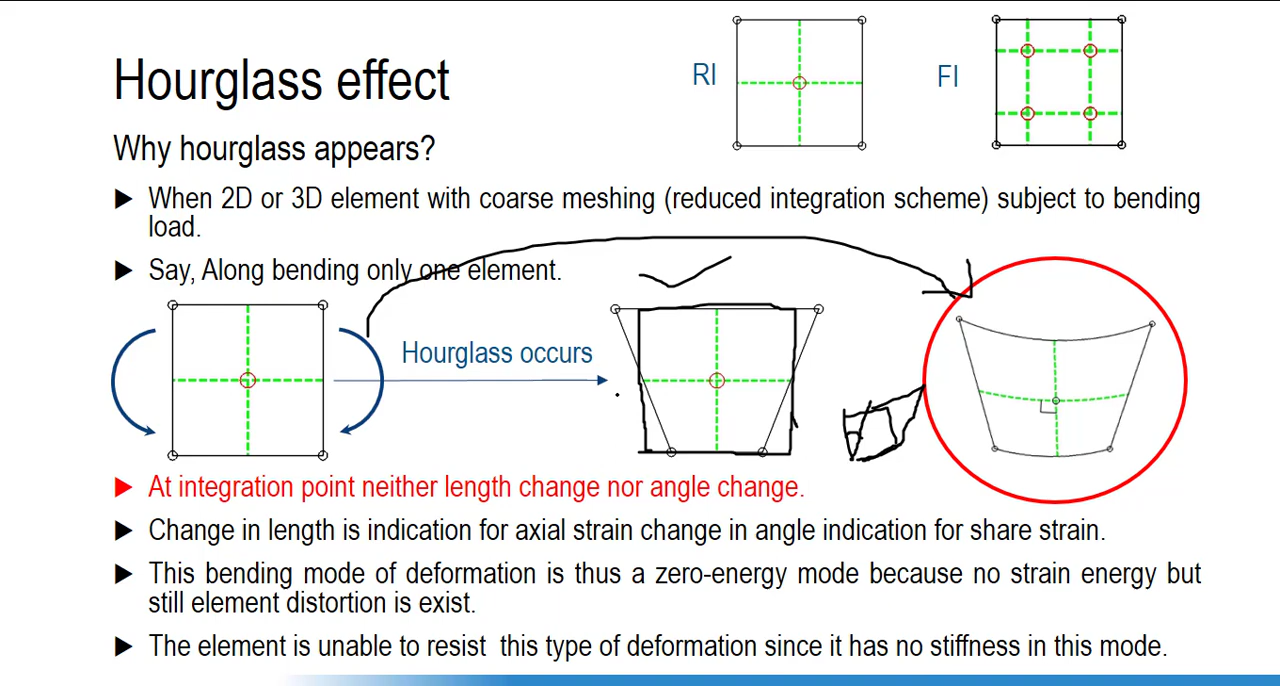 Hourglass effect
RI
FI
Why hourglass appears?
When 2D or 3D element with coarse meshing (reduced integration scheme) subject to bending
load.
Say, Along bending only one element.
Hourglass occurs
At integration point neither length change nor angle change.
Change in length is indication for axial strain change in angle indication for share strain.
This bending mode of deformation is thus a zero-energy mode because no strain energy but
still element distortion is exist.
The element is unable to resist this type of deformation since it has no stiffness in this mode.